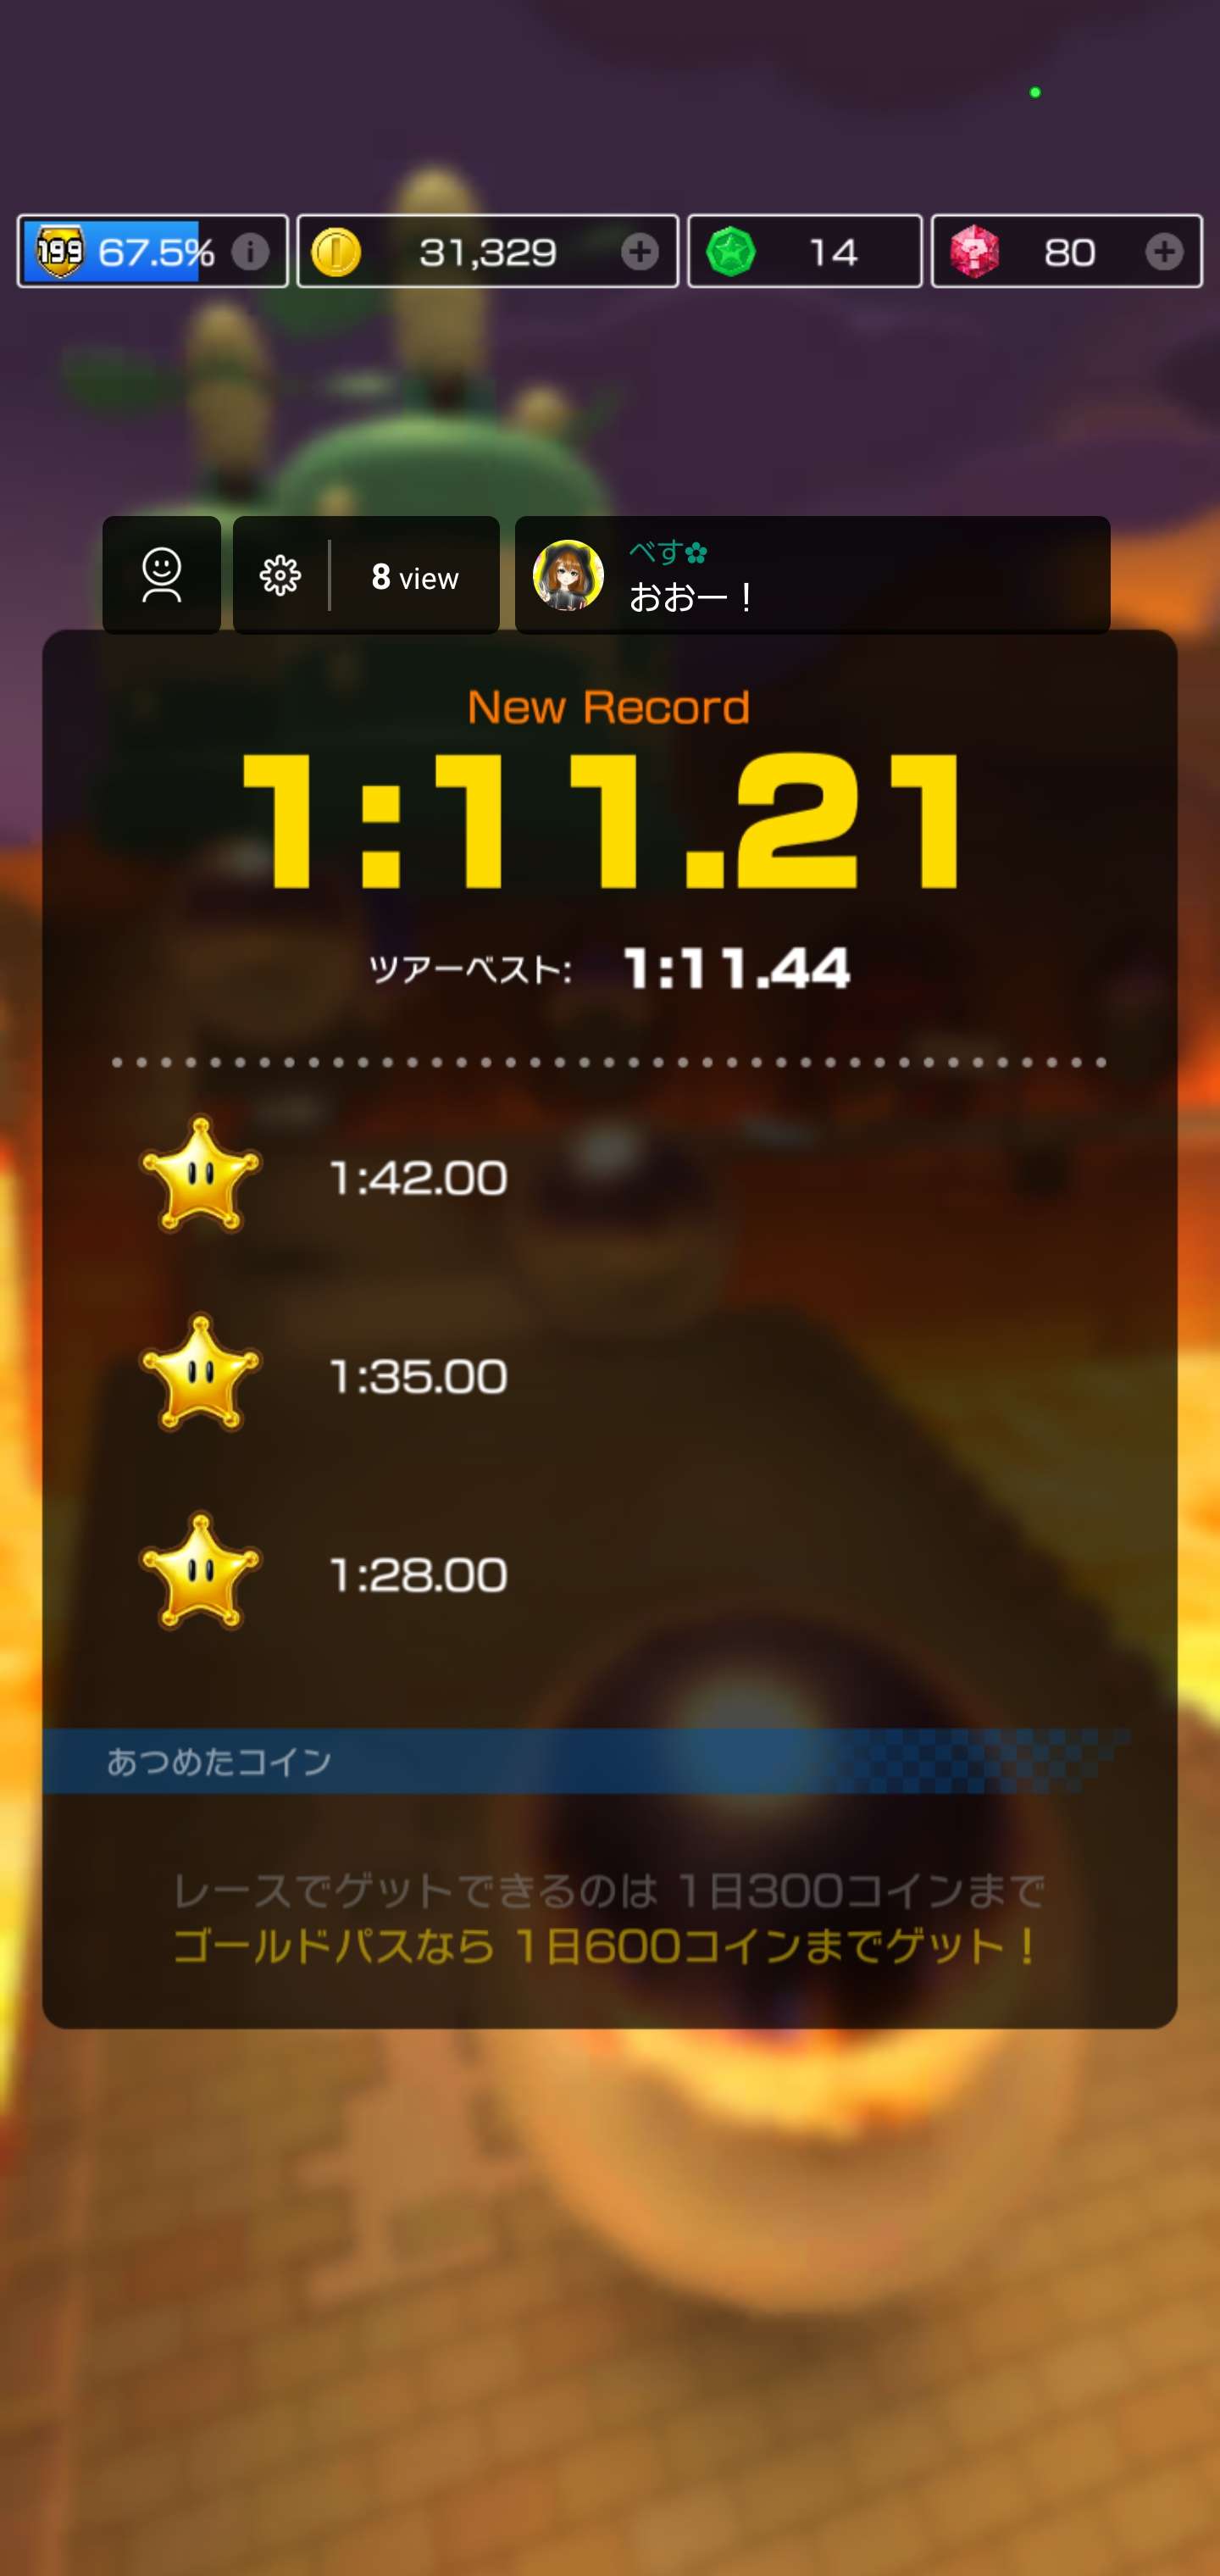 199 67.5% 31,329 14 80
8 view
べす✿
おおー！
New Record
1:11.21
ツアーベスト: 1:11.44
1:42.00
1:35.00
1:28.00
あつめたコイン
レースでゲットできるのは 1日300コインまで
ゴールドパスなら 1日600コインまでゲット！